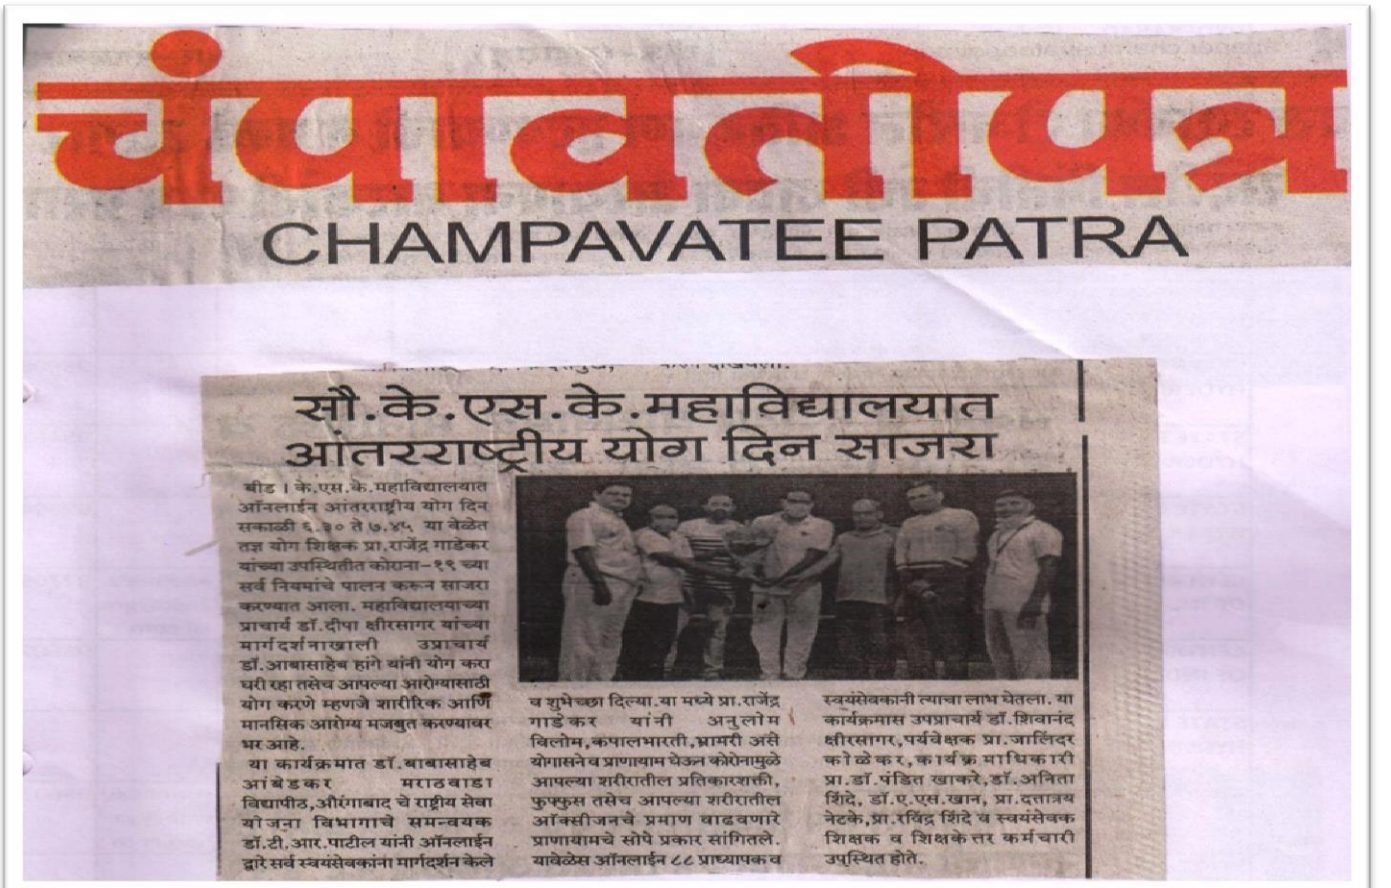 चंपावतीपत्र
CHAMPAVATEE PATRA
सौ.के.एस.के.महाविद्यालयात
आंतरराष्ट्रीय योग दिन साजरा
बीड । के.एस.के.महाविद्यालयात
ऑनलाईन आंतरराष्ट्रीय योग दिन
सकाळी ६.३० ते ७.४५ या वेळेत
तज्ञ योग शिक्षक प्रा.राजेंद्र गाडेकर
यांच्या उपस्थितीत कोराना-१९ च्या
सर्व नियमांचे पालन करून साजरा
करण्यात आला. महाविद्यालयाच्या
प्राचार्य डॉ.दीपा क्षीरसागर यांच्या
मार्गदर्शनाखाली उप्राचार्य
डॉ.आबासाहेब हांगे यांनी योग करा
घरी रहा तसेच आपल्या आरोग्यासाठी
योग करणे म्हणजे शारीरिक आणि
मानसिक आरोग्य मजबुत करण्यावर
भर आहे.
या कार्यक्रमात डॉ.बाबासाहेब
आंबेडकर मराठवाडा
विद्यापीठ,औरंगाबाद चे राष्ट्रीय सेवा
योजना विभागाचे समन्वयक
डॉ.टी.आर.पाटील यांनी ऑनलाईन
द्वारे सर्व स्वयंसेवकांना मार्गदर्शन केले
व शुभेच्छा दिल्या.या मध्ये प्रा.राजेंद्र
गाडेकर यांनी अनुलोम
विलोम,कपालभारती,भ्रामरी असे
योगासने व प्राणायाम घेऊन कोरोनामुळे
आपल्या शरीरातील प्रतिकारशक्ती,
फुफ्फुस तसेच आपल्या शरीरातील
ऑक्सीजनचे प्रमाण वाढवणारे
प्राणायामचे सोपे प्रकार सांगितले.
यावेळेस ऑनलाईन ८८ प्राध्यापक व
स्वयंसेवकानी त्याचा लाभ घेतला. या
कार्यक्रमास उपप्राचार्य डॉ.शिवानंद
क्षीरसागर,पर्यवेक्षक प्रा.जालिंदर
कोळेकर,कार्यक्रमाधिकारी
प्रा.डॉ.पंडित खाकरे,डॉ.अनिता
शिंदे, डॉ.ए.एस.खान, प्रा.दत्तात्रय
नेटके,प्रा.रविंद्र शिंदे व स्वयंसेवक
शिक्षक व शिक्षकेत्तर कर्मचारी
उपस्थित होते.